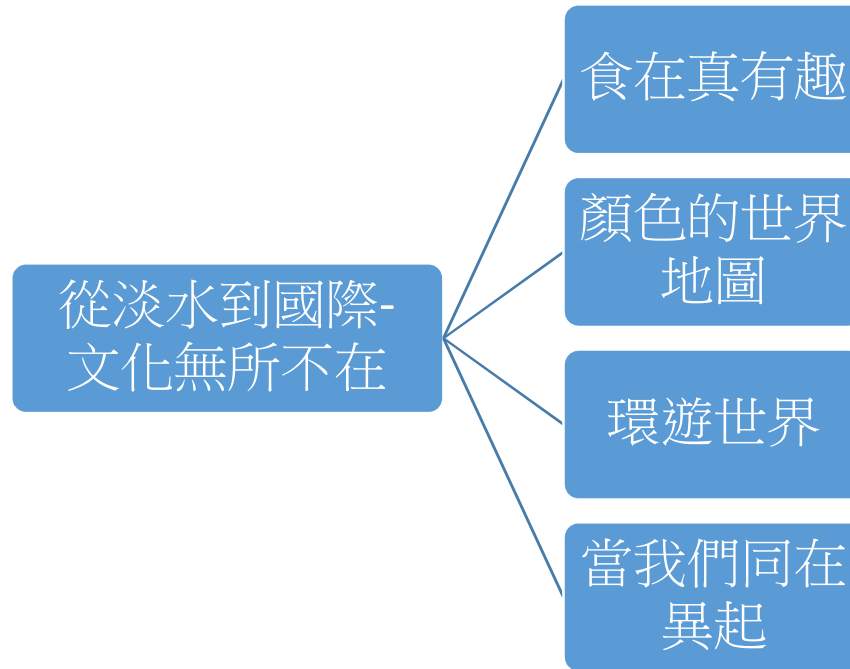 食在真有趣
顏色的世界
地圖
從淡水到國際-
文化無所不在
環遊世界
當我們同在
異起